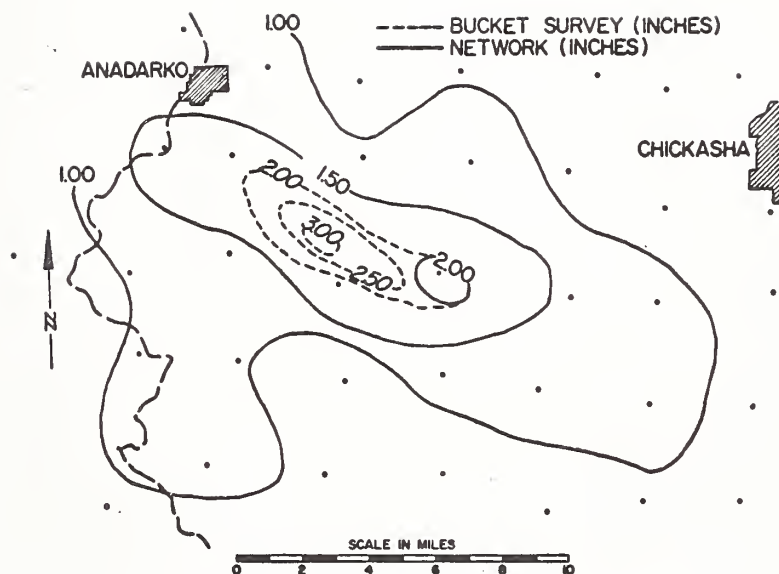 1.00
BUCKET SURVEY (INCHES)
NETWORK (INCHES)
ANADARKO
CHICKASHA
1.00
2.00
1.50
3.00
2.50
2.00
N
SCALE IN MILES
0 2 4 6 8 10